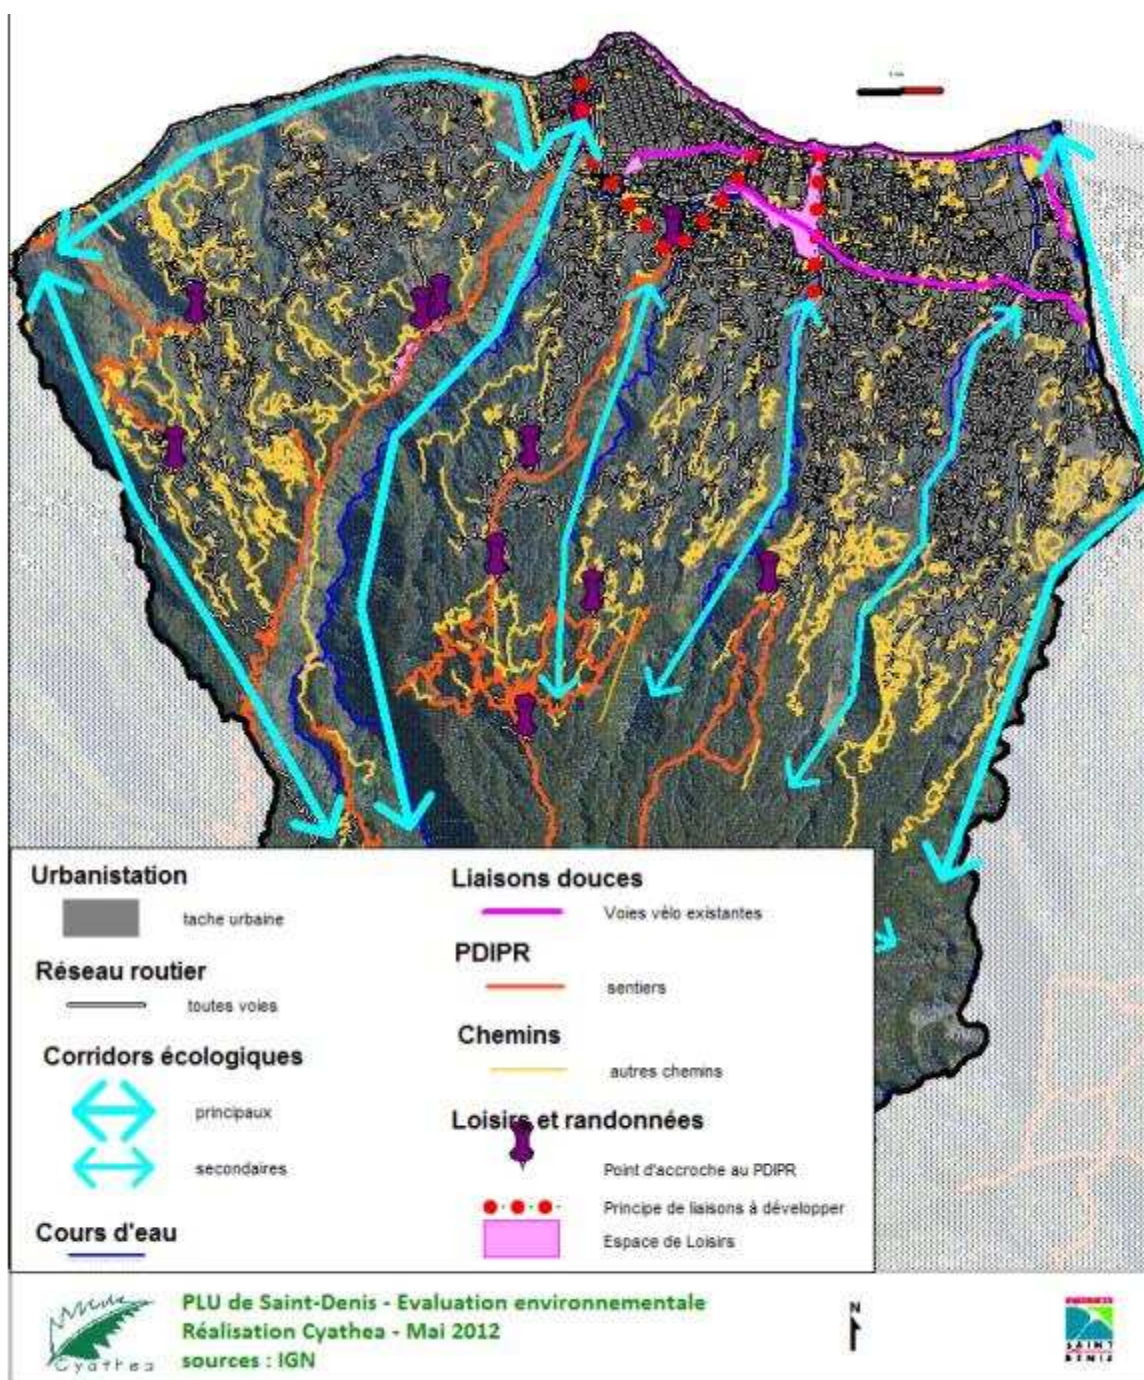 Urbanistation
tache urbaine
Réseau routier
toutes voies
Corridors écologiques
principaux
secondaires
Cours d'eau
Liaisons douces
Voies vélo existantes
PDIPR
sentiers
Chemins
autres chemins
Loisirs et randonnées
Point d'accroche au PDIPR
Principe de liaisons à développer
Espace de Loisirs
Cyathea
PLU de Saint-Denis - Evaluation environnementale
Réalisation Cyathea - Mai 2012
sources : IGN
N
SAINT
DENIS